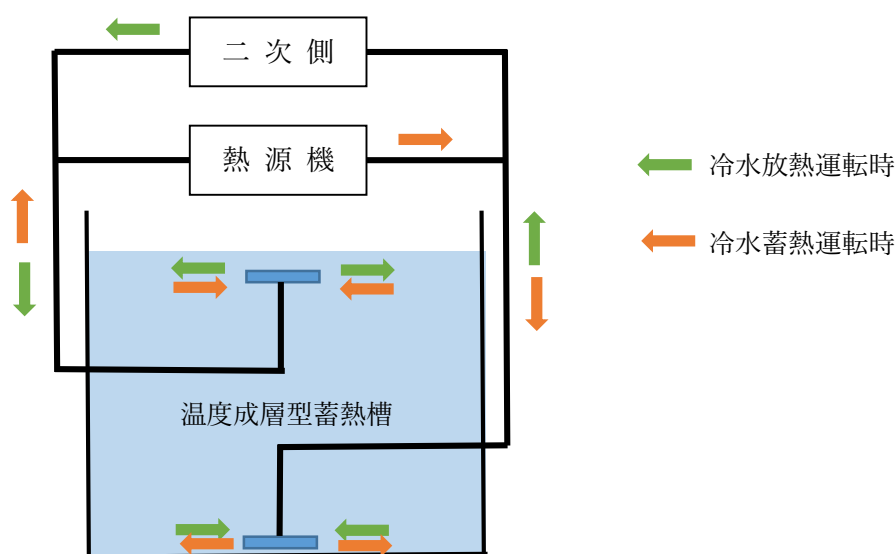 二次側
熱源機
冷水放熱運転時
冷水蓄熱運転時
温度成層型蓄熱槽